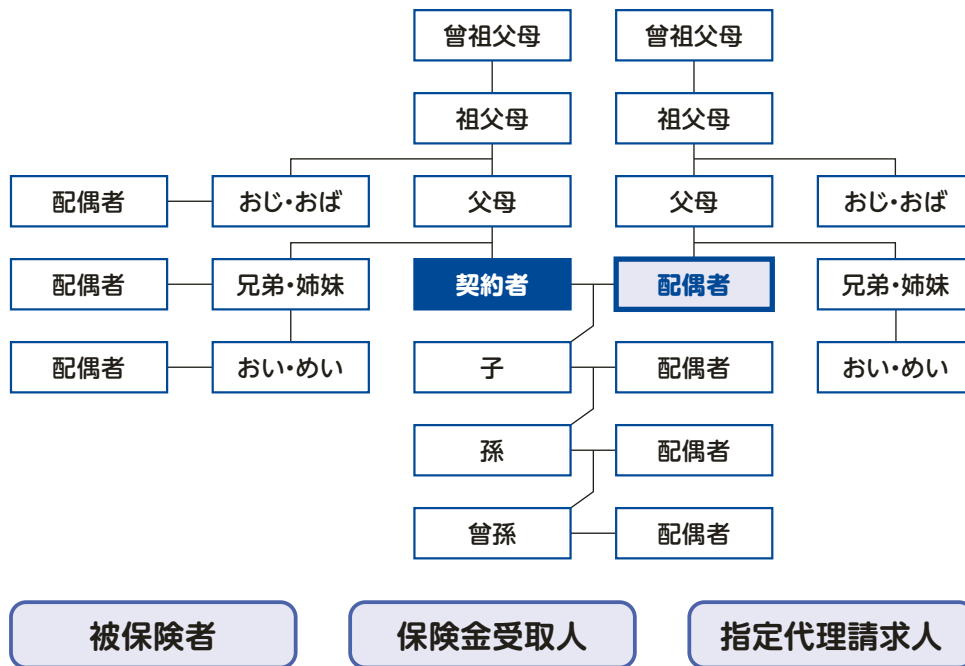 曾祖父母
曾祖父母
祖父母
祖父母
配偶者
おじ・おば
父母
父母
おじ・おば
配偶者
兄弟・姉妹
契約者
配偶者
兄弟・姉妹
配偶者
おい・めい
子
配偶者
おい・めい
孫
配偶者
曾孫
配偶者
被保険者
保険金受取人
指定代理請求人